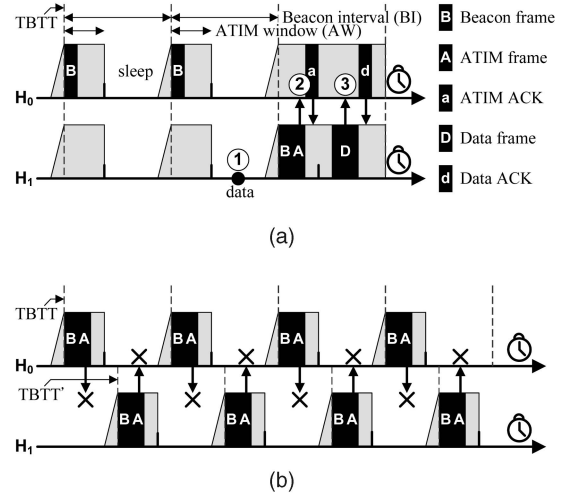 TBTT Beacon interval (BI) B Beacon frame
ATIM window (AW)
B sleep B 2 a 3 d A ATIM frame
H0 a ATIM ACK
1 B A D D Data frame
H1 data d Data ACK
(a)
TBTT
B A B A B A B A
H0
TBTT'
B A B A B A B A
H1
(b)